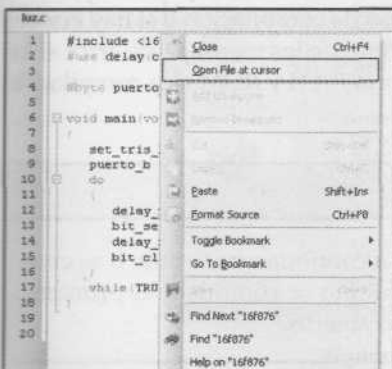 luz.c
1 #include <16
2 #use delay(c
3
4 #byte puerto
5
6 void main(vo
7 {
8 set_tris_
9 puerto_b
10 do
11 {
12 delay_
13 bit_se
14 delay_
15 bit_cl
16 }
17 while(TRU
18 }
19
20
Close Ctrl+F4
Open File at cursor
Paste Shift+Ins
Format Source Ctrl+F8
Toggle Bookmark
Go To Bookmark
Find Next "16f876"
Find "16f876"
Help on "16f876"